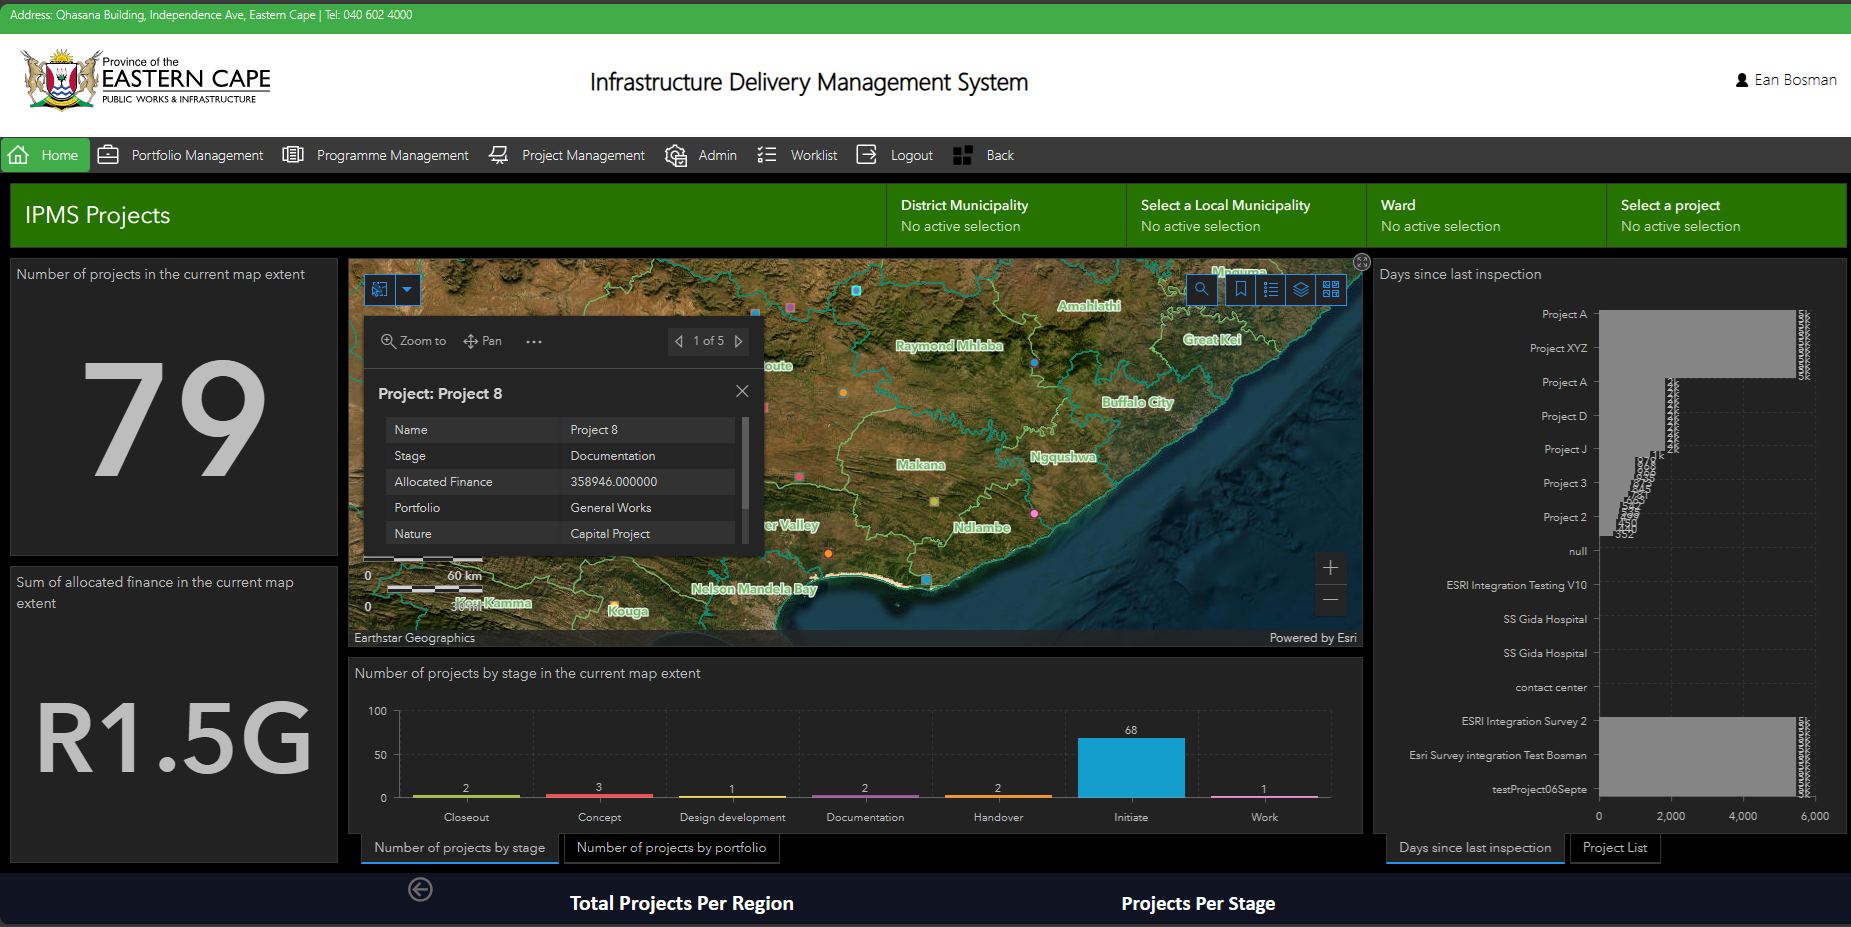 Address: Qhasana Building, Independence Ave, Eastern Cape | Tel: 040 602 4000
Province of the
EASTERN CAPE
PUBLIC WORKS & INFRASTRUCTURE
Infrastructure Delivery Management System
Ean Bosman
Home
Portfolio Management
Programme Management
Project Management
Admin
Worklist
Logout
Back
IPMS Projects
District Municipality
No active selection
Select a Local Municipality
No active selection
Ward
No active selection
Select a project
No active selection
Number of projects in the current map extent
79
Sum of allocated finance in the current map
extent
R1.5G
Mnquma
Amahlathi
Great Kei
Raymond Mhlaba
oute
Buffalo City
Ngqushwa
Makana
Ndlambe
er Valley
Nelson Mandela Bay
Kou-Kamma
Kouga
Zoom to
Pan
1 of 5
Project: Project 8
Name Project 8
Stage Documentation
Allocated Finance 358946.000000
Portfolio General Works
Nature Capital Project
0 60 km
0
Earthstar Geographics
Powered by Esri
Number of projects by stage in the current map extent
100
50
0
2
3
1
2
2
68
1
Closeout
Concept
Design development
Documentation
Handover
Initiate
Work
Number of projects by stage
Number of projects by portfolio
Days since last inspection
Project A
Project XYZ
Project A
Project D
Project J
Project 3
Project 2
null
ESRI Integration Testing V10
SS Gida Hospital
SS Gida Hospital
contact center
ESRI Integration Survey 2
Esri Survey integration Test Bosman
testProject06Septe
5k
2k
1k
352
5k
0
2,000
4,000
6,000
Days since last inspection
Project List
Total Projects Per Region
Projects Per Stage